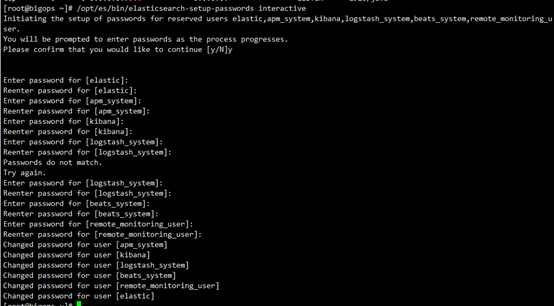 [root@bigops ~]# /opt/es/bin/elasticsearch-setup-passwords interactive
Initiating the setup of passwords for reserved users elastic,apm_system,kibana,logstash_system,beats_system,remote_monitoring_u
ser.
You will be prompted to enter passwords as the process progresses.
Please confirm that you would like to continue [y/N]y
Enter password for [elastic]:
Reenter password for [elastic]:
Enter password for [apm_system]:
Reenter password for [apm_system]:
Enter password for [kibana]:
Reenter password for [kibana]:
Enter password for [logstash_system]:
Reenter password for [logstash_system]:
Passwords do not match.
Try again.
Enter password for [logstash_system]:
Reenter password for [logstash_system]:
Enter password for [beats_system]:
Reenter password for [beats_system]:
Enter password for [remote_monitoring_user]:
Reenter password for [remote_monitoring_user]:
Changed password for user [apm_system]
Changed password for user [kibana]
Changed password for user [logstash_system]
Changed password for user [beats_system]
Changed password for user [remote_monitoring_user]
Changed password for user [elastic]
[root@bigops ~]#